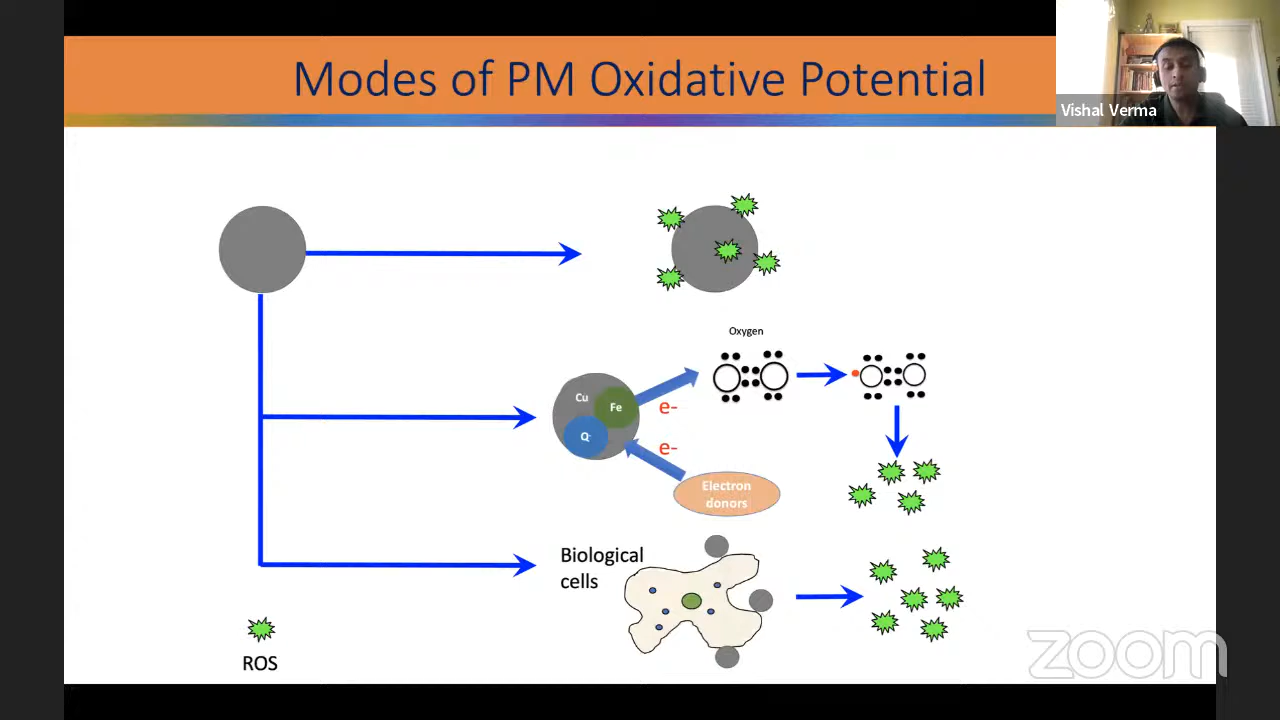 Modes of PM Oxidative Potential
Vishal Verma
Oxygen
Cu
Fe
e-
Q
e-
Electron
donors
Biological
cells
ROS
zoom